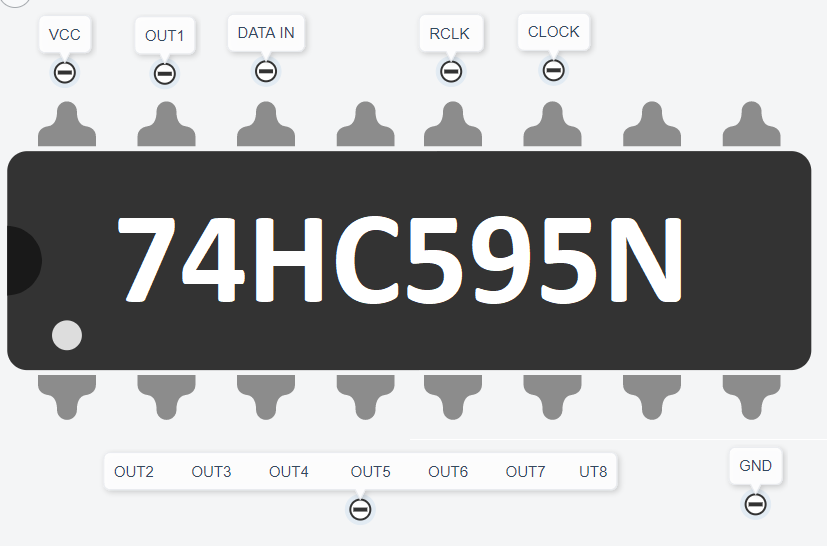 VCC OUT1 DATA IN RCLK CLOCK
74HC595N
OUT2 OUT3 OUT4 OUT5 OUT6 OUT7 UT8
GND